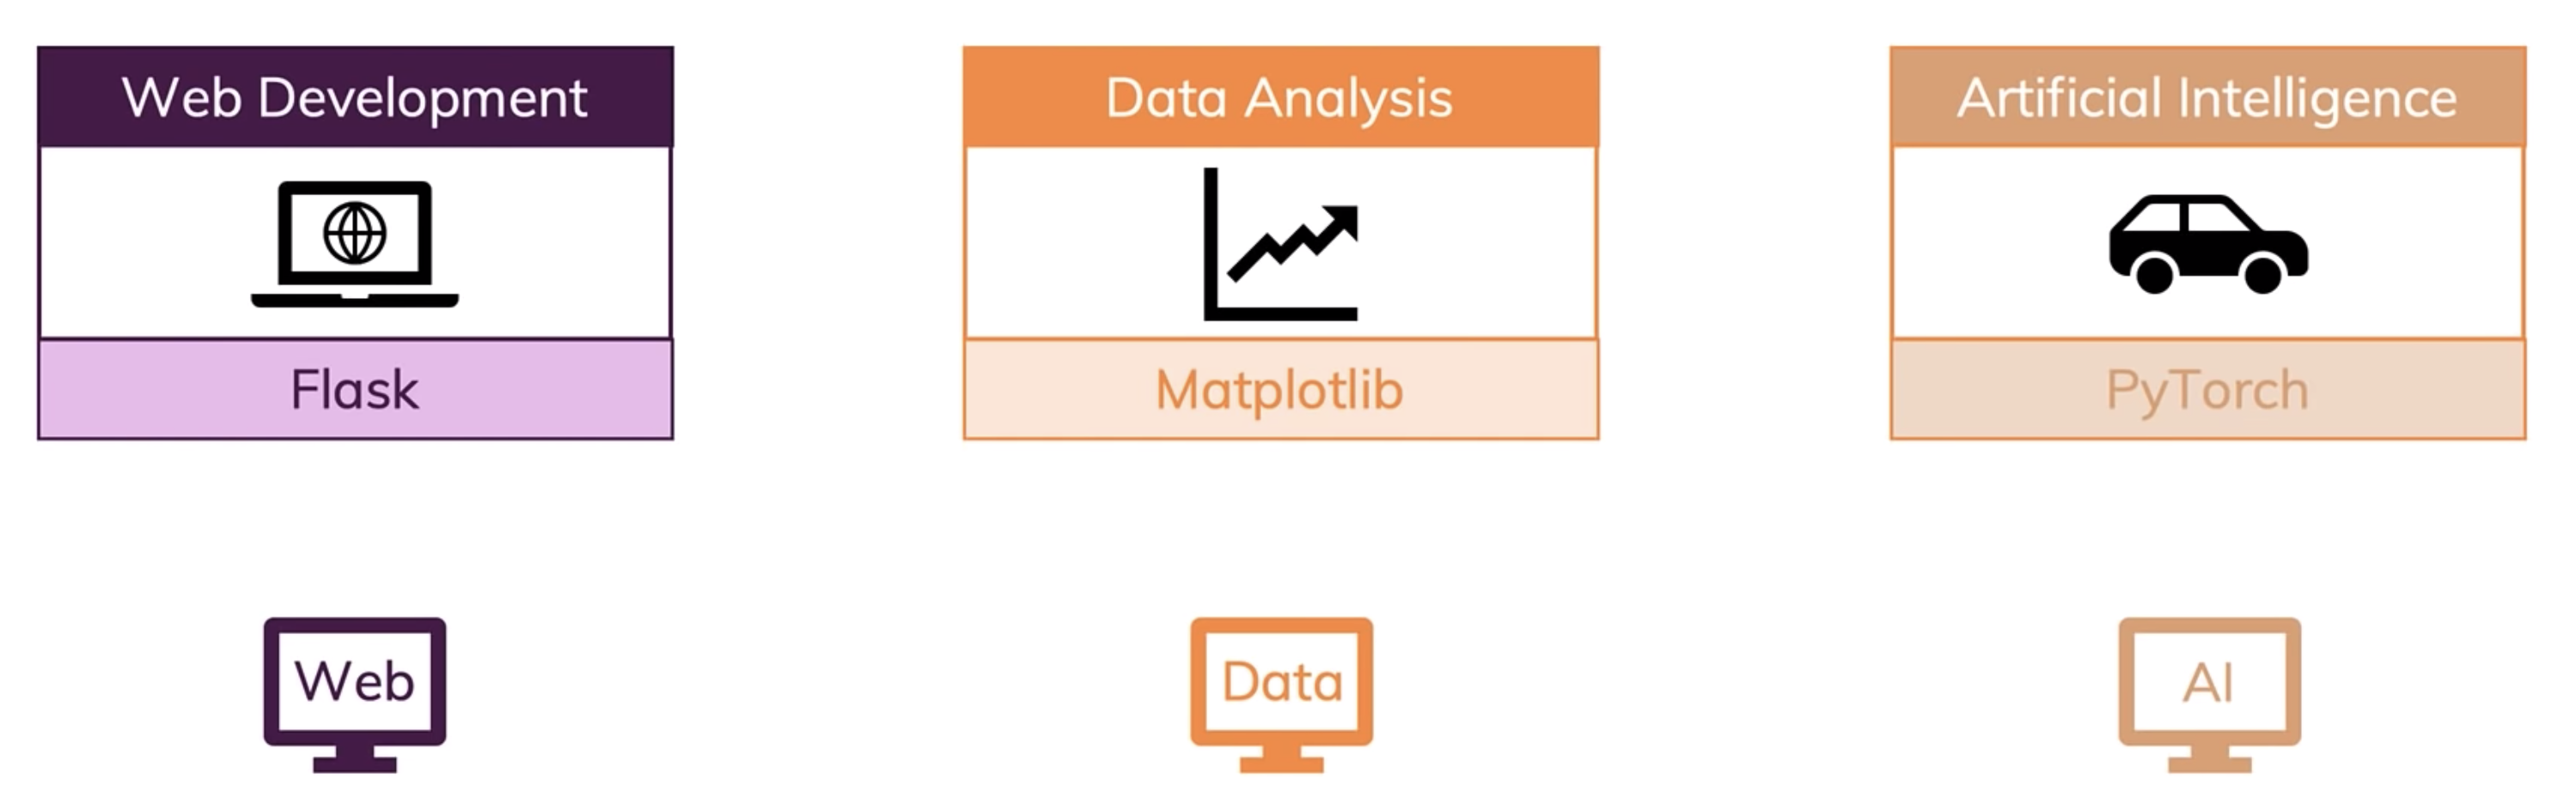 Web Development
Data Analysis
Artificial Intelligence
Flask
Matplotlib
PyTorch
Web
Data
AI